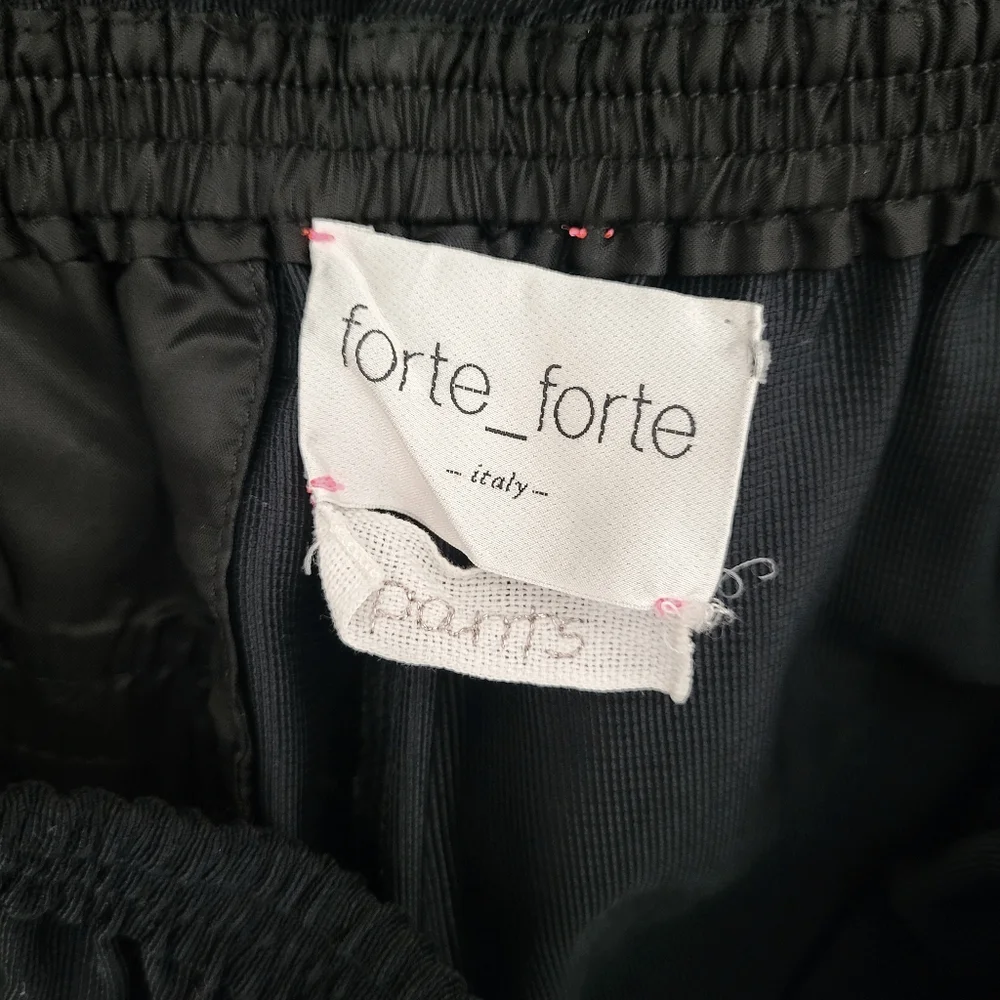 forte_forte
- italy -
pants